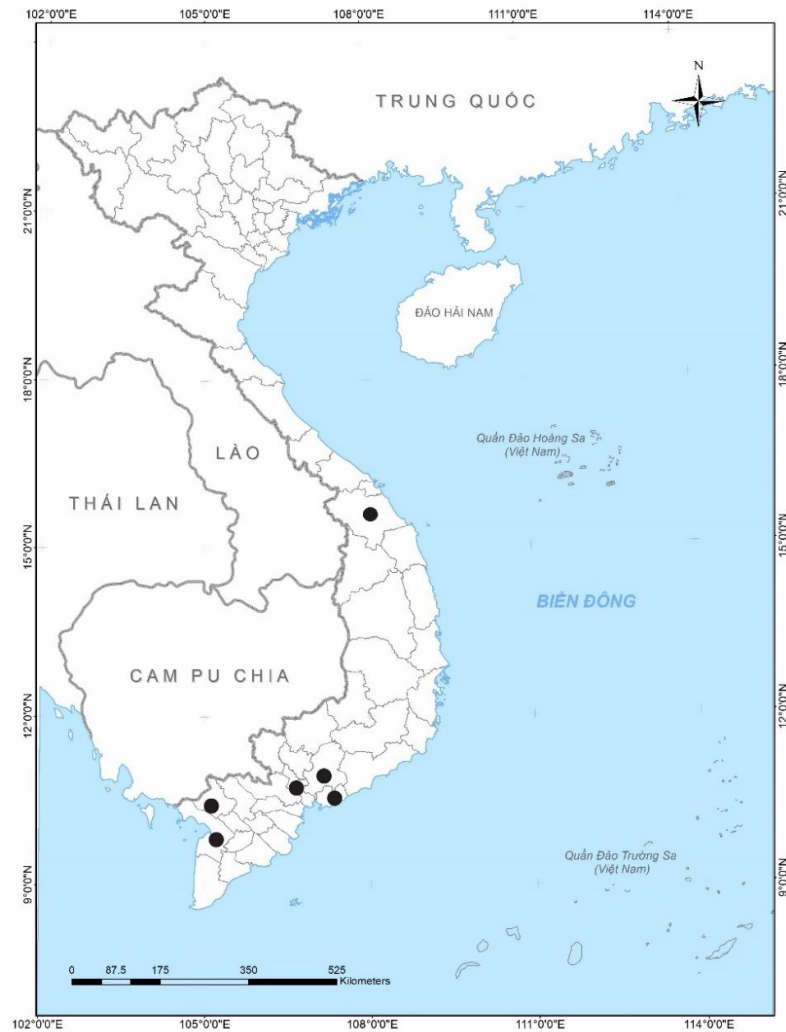 102°0'0"E 105°0'0"E 108°0'0"E 111°0'0"E 114°0'0"E
N
TRUNG QUỐC
21°0'0"N
21°0'0"N
ĐẢO HẢI NAM
18°0'0"N
18°0'0"N
Quần Đảo Hoàng Sa
(Việt Nam)
LÀO
THÁI LAN
15°0'0"N
15°0'0"N
BIỂN ĐÔNG
CAM PU CHIA
12°0'0"N
12°0'0"N
Quần Đảo Trường Sa
(Việt Nam)
9°0'0"N
9°0'0"N
0 87.5 175 350 525
Kilometers
102°0'0"E 105°0'0"E 108°0'0"E 111°0'0"E 114°0'0"E